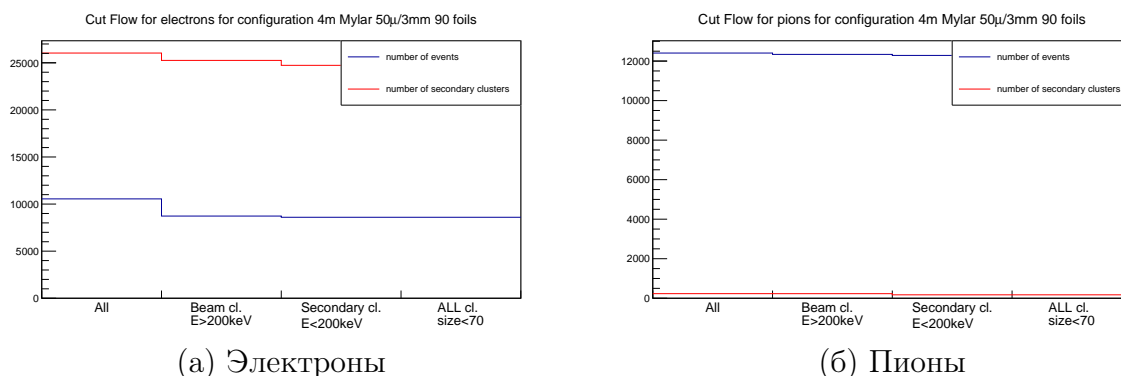 Cut Flow for electrons for configuration 4m Mylar 50μ/3mm 90 foils
number of events
number of secondary clusters
25000
20000
15000
10000
5000
0
All
Beam cl.
E>200keV
Secondary cl.
E<200keV
ALL cl.
size<70
(а) Электроны
Cut Flow for pions for configuration 4m Mylar 50μ/3mm 90 foils
number of events
number of secondary clusters
12000
10000
8000
6000
4000
2000
0
All
Beam cl.
E>200keV
Secondary cl.
E<200keV
ALL cl.
size<70
(б) Пионы